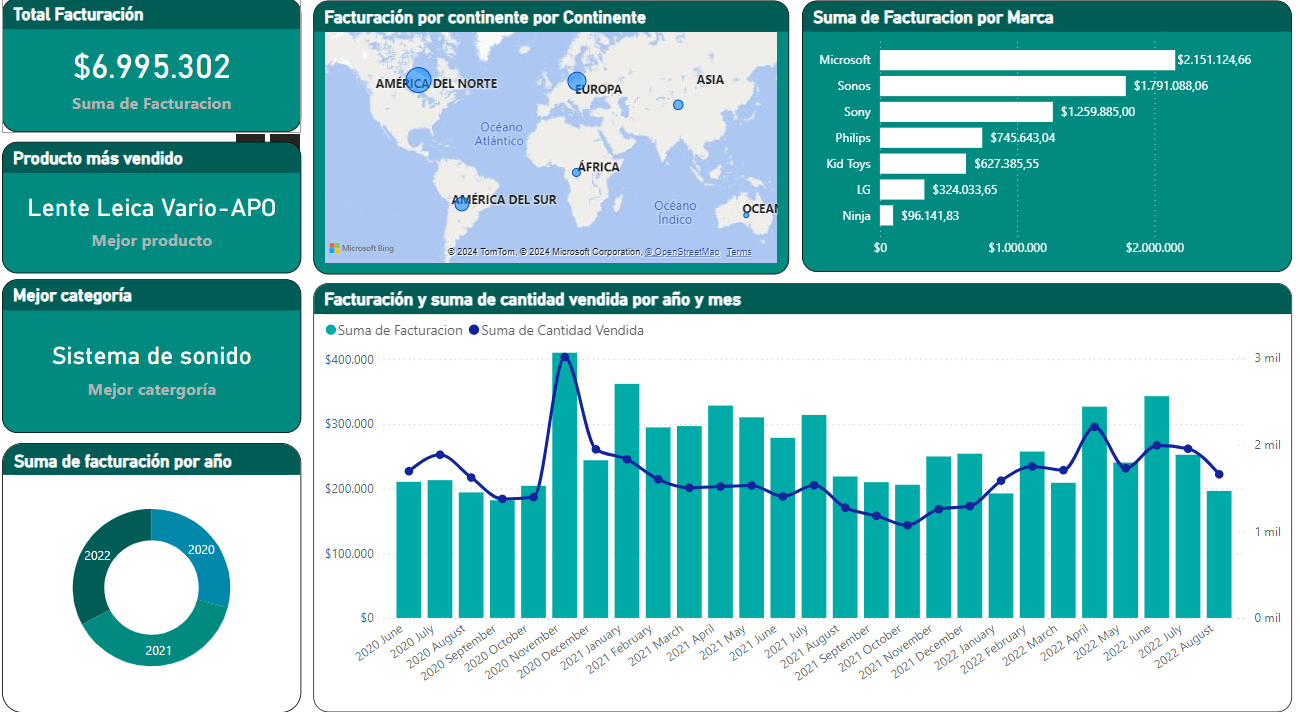 Total Facturación
$6.995.302
Suma de Facturacion
Producto más vendido
Lente Leica Vario-APO
Mejor producto
Mejor categoría
Sistema de sonido
Mejor catergoría
Suma de facturación por año
2022
2020
2021
Facturación por continente por Continente
AMÉRICA DEL NORTE
EUROPA
ASIA
Océano
Atlántico
ÁFRICA
AMÉRICA DEL SUR
Océano
Índico
OCEAN
Microsoft Bing
© 2024 TomTom, © 2024 Microsoft Corporation, © OpenStreetMap Terms
Suma de Facturacion por Marca
Microsoft $2.151.124,66
Sonos $1.791.088,06
Sony $1.259.885,00
Philips $745.643,04
Kid Toys $627.385,55
LG $324.033,65
Ninja $96.141,83
$0 $1.000.000 $2.000.000
Facturación y suma de cantidad vendida por año y mes
Suma de Facturacion Suma de Cantidad Vendida
$400.000 3 mil
$300.000
2 mil
$200.000
1 mil
$100.000
$0 0 mil
2020 June
2020 July
2020 August
2020 September
2020 October
2020 November
2020 December
2021 January
2021 February
2021 March
2021 April
2021 May
2021 June
2021 July
2021 August
2021 September
2021 October
2021 November
2021 December
2022 January
2022 February
2022 March
2022 April
2022 May
2022 June
2022 July
2022 August